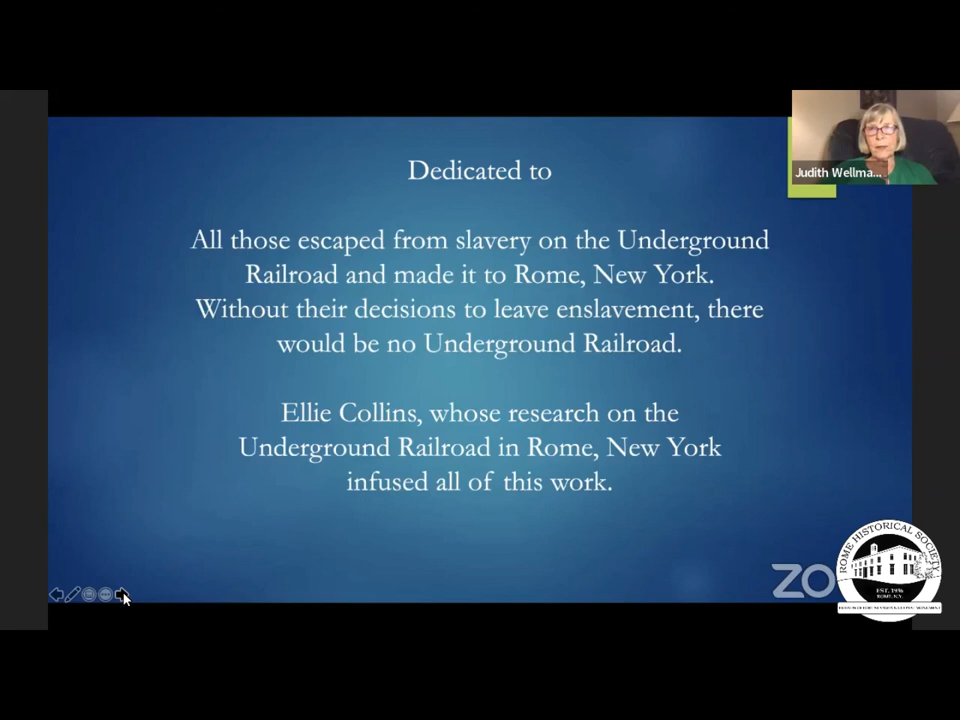 Dedicated to
All those escaped from slavery on the Underground
Railroad and made it to Rome, New York.
Without their decisions to leave enslavement, there
would be no Underground Railroad.
Ellie Collins, whose research on the
Underground Railroad in Rome, New York
infused all of this work.
Judith Wellma...
ZO
ROME HISTORICAL SOCIETY
EST. 1936
ROME, N.Y.